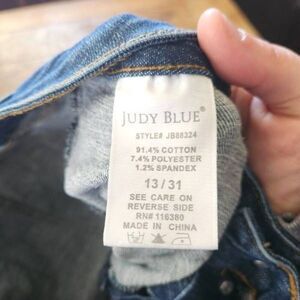 JUDY BLUE®
STYLE# JB88324
91.4% COTTON
7.4% POLYESTER
1.2% SPANDEX
13 / 31
SEE CARE ON
REVERSE SIDE
RN# 116380
MADE IN CHINA